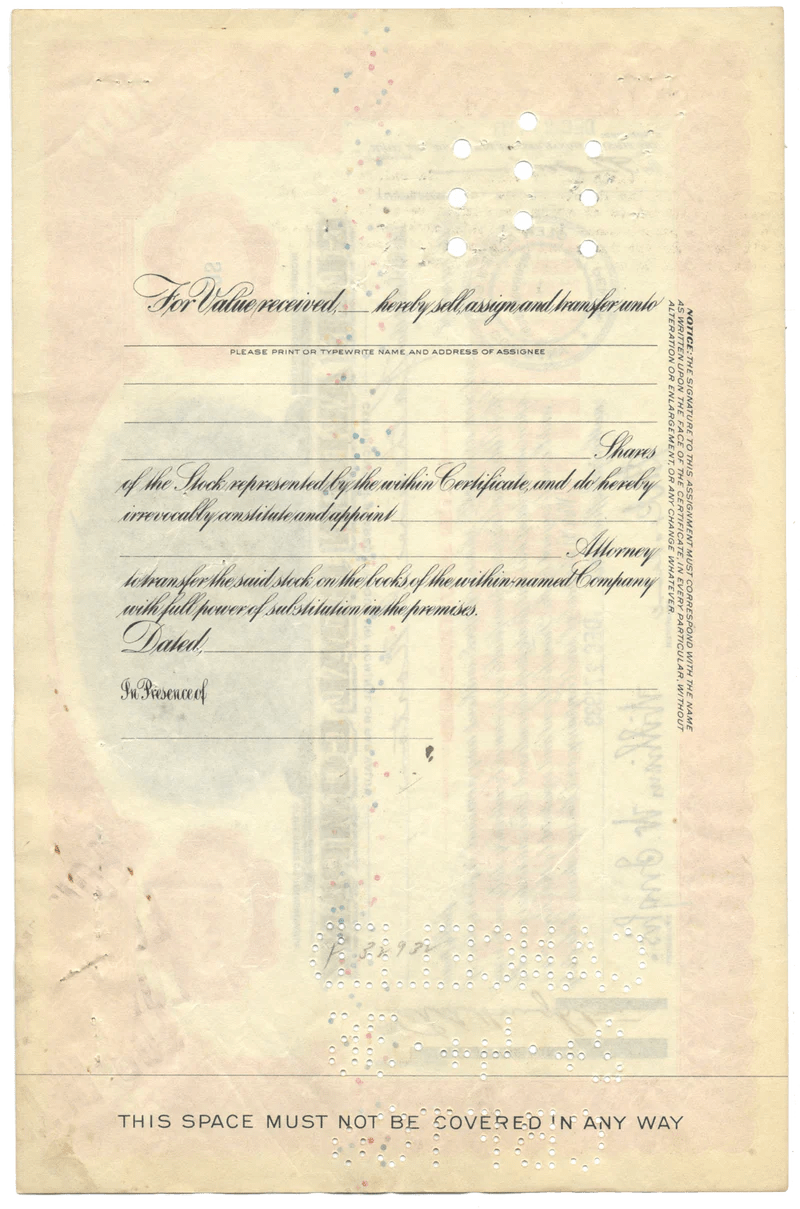 For Value received, ___ hereby sell, assign and transfer unto
PLEASE PRINT OR TYPEWRITE NAME AND ADDRESS OF ASSIGNEE
Shares
of the Stock represented by the within Certificate, and do hereby
irrevocably constitute and appoint
Attorney
to transfer the said stock on the books of the within-named Company
with full power of substitution in the premises.
Dated,
In Presence of
NOTICE: THE SIGNATURE TO THIS ASSIGNMENT MUST CORRESPOND WITH THE NAME
AS WRITTEN UPON THE FACE OF THE CERTIFICATE, IN EVERY PARTICULAR, WITHOUT
ALTERATION OR ENLARGEMENT, OR ANY CHANGE WHATEVER.
32932
THIS SPACE MUST NOT BE COVERED IN ANY WAY